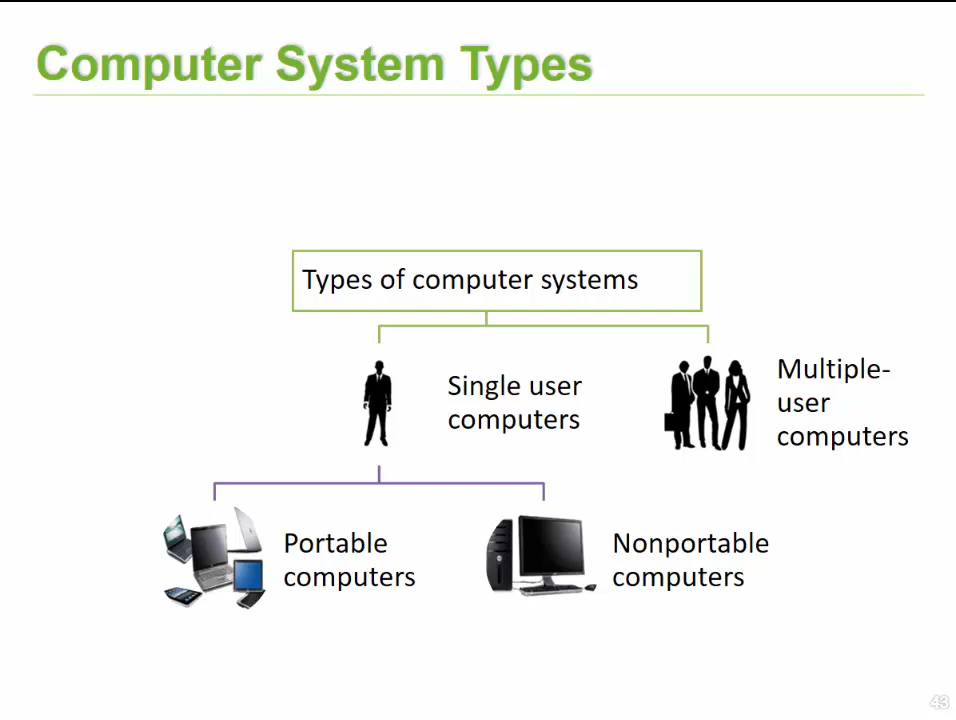 Computer System Types
Types of computer systems
Single user
computers
Multiple-
user
computers
Portable
computers
Nonportable
computers
43